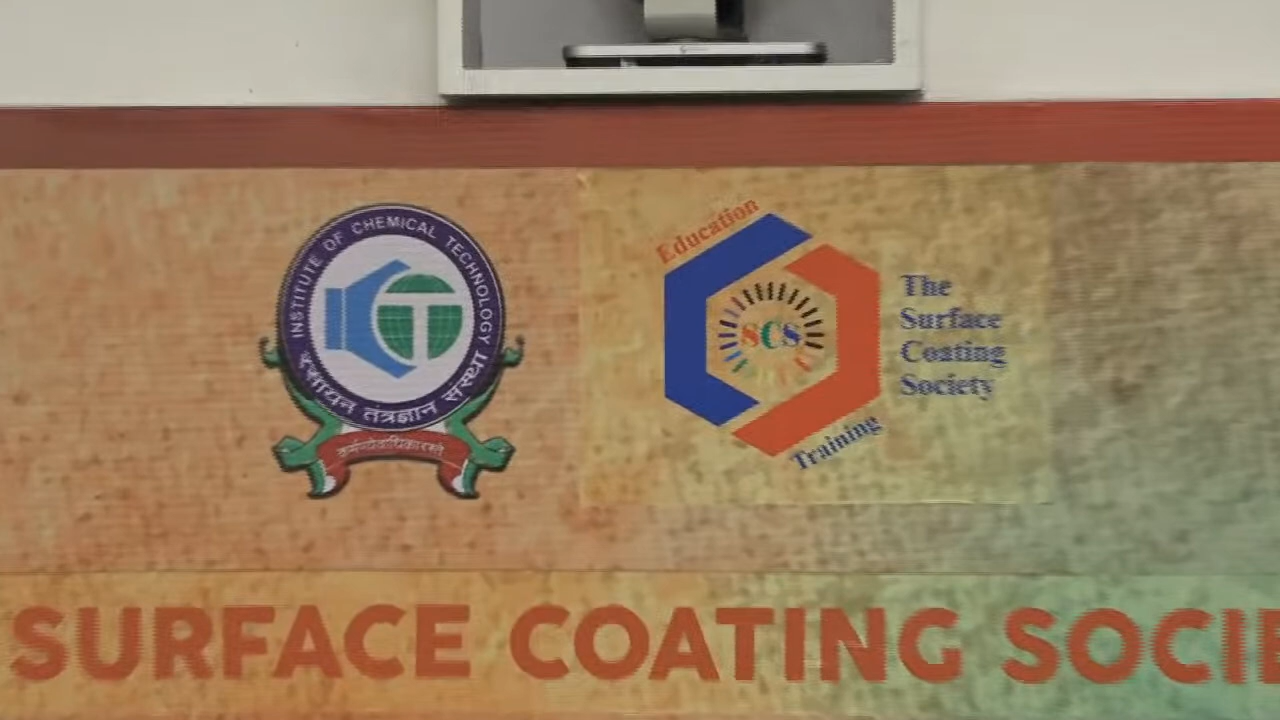 INSTITUTE OF CHEMICAL TECHNOLOGY
रसायन तंत्रज्ञान संस्था
Education
SCS
Training
The
Surface
Coating
Society
SURFACE COATING SOCIE